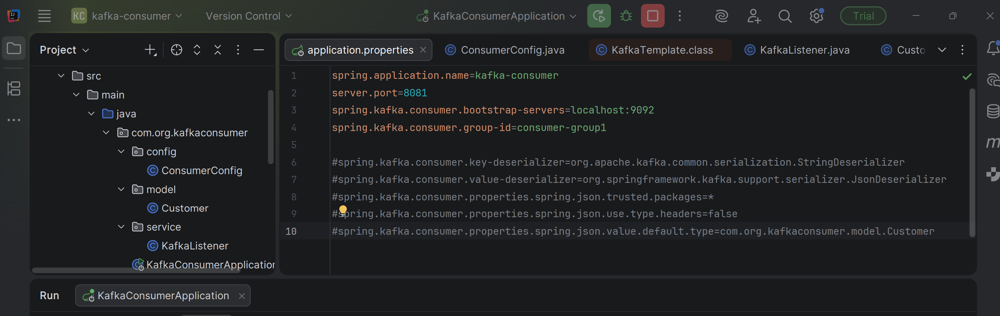 KC kafka-consumer Version Control KafkaConsumerApplication Trial
Project
src
main
java
com.org.kafkaconsumer
config
ConsumerConfig
model
Customer
service
KafkaListener
KafkaConsumerApplication
application.properties ConsumerConfig.java KafkaTemplate.class KafkaListener.java Custo
1 spring.application.name=kafka-consumer
2 server.port=8081
3 spring.kafka.consumer.bootstrap-servers=localhost:9092
4 spring.kafka.consumer.group-id=consumer-group1
5
6 #spring.kafka.consumer.key-deserializer=org.apache.kafka.common.serialization.StringDeserializer
7 #spring.kafka.consumer.value-deserializer=org.springframework.kafka.support.serializer.JsonDeserializer
8 #spring.kafka.consumer.properties.spring.json.trusted.packages=*
9 #spring.kafka.consumer.properties.spring.json.use.type.headers=false
10 #spring.kafka.consumer.properties.spring.json.value.default.type=com.org.kafkaconsumer.model.Customer
Run KafkaConsumerApplication